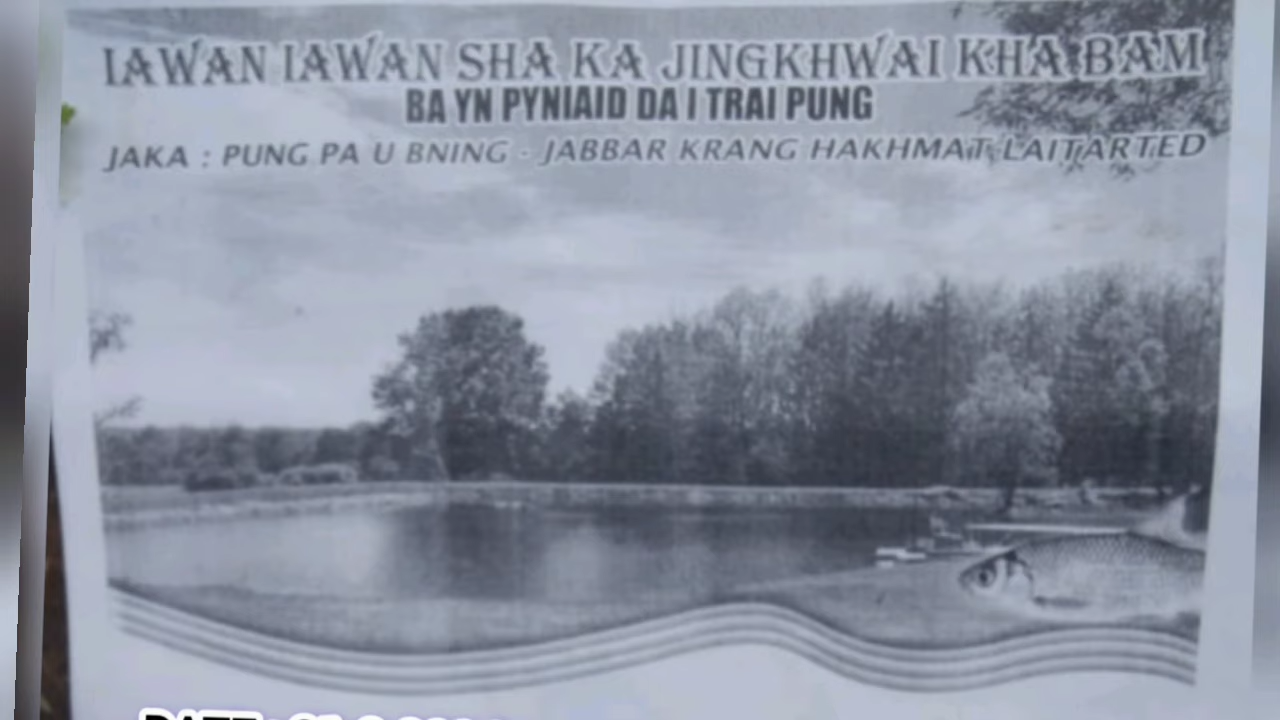 IAWAN IAWAN SHA KA JINGKHWAI KHA BAM
BA YN PYNIAID DA I TRAI PUNG
JAKA : PUNG PA U BNING - JABBAR KRANG HAKHMAT LAITARTED